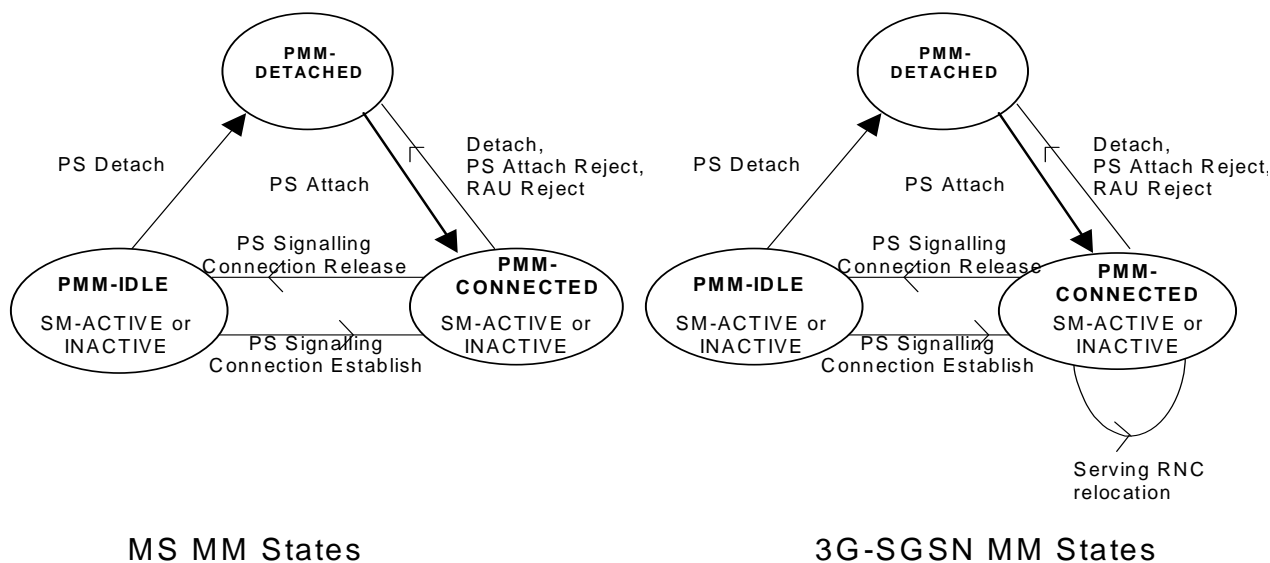 PMM-
DETACHED
PS Detach
PS Attach
Detach,
PS Attach Reject,
RAU Reject
PS Signalling
Connection Release
PMM-IDLE
SM-ACTIVE or
INACTIVE
PMM-
CONNECTED
SM-ACTIVE or
INACTIVE
PS Signalling
Connection Establish
MS MM States
PMM-
DETACHED
PS Detach
PS Attach
Detach,
PS Attach Reject,
RAU Reject
PS Signalling
Connection Release
PMM-IDLE
SM-ACTIVE or
INACTIVE
PMM-
CONNECTED
SM-ACTIVE or
INACTIVE
PS Signalling
Connection Establish
Serving RNC
relocation
3G-SGSN MM States